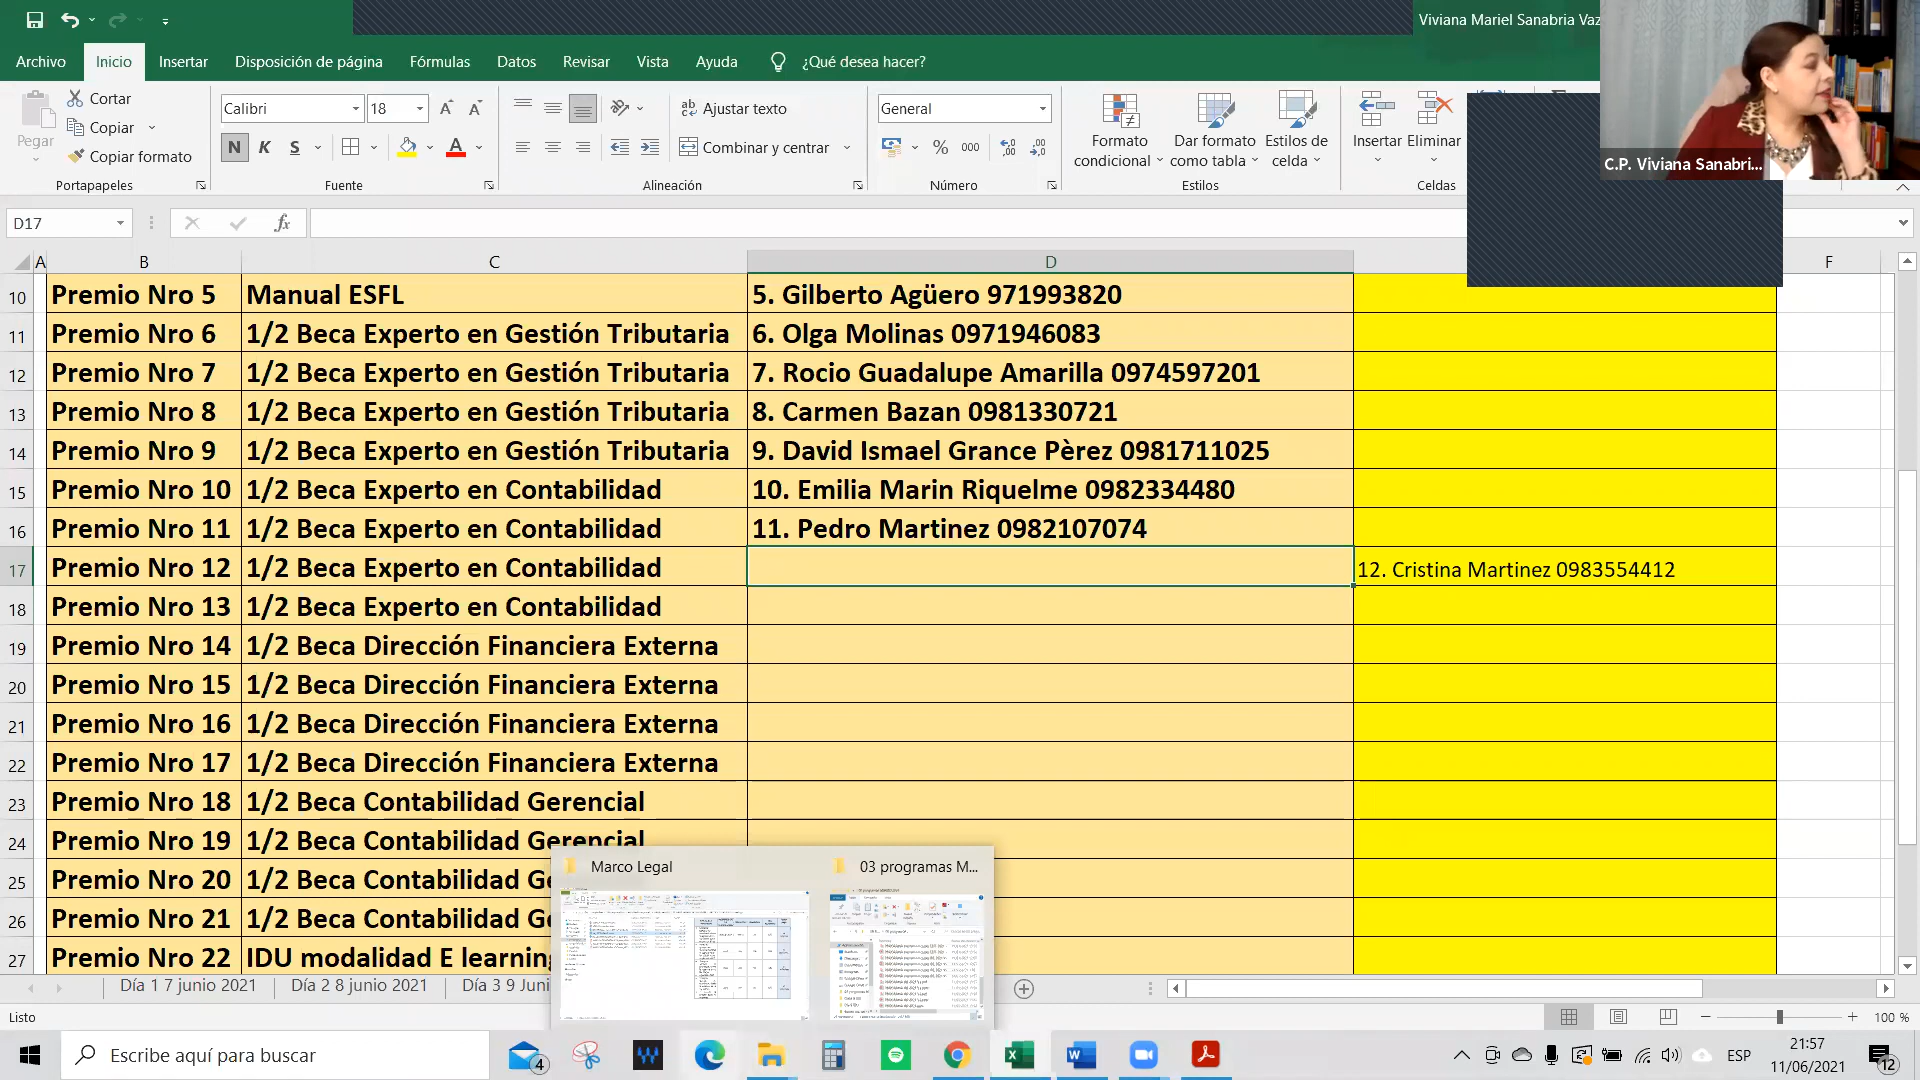 Viviana Mariel Sanabria Vaz
Archivo Inicio Insertar Disposición de página Fórmulas Datos Revisar Vista Ayuda ¿Qué desea hacer?
Pegar
Cortar
Copiar
Copiar formato
Portapapeles
Calibri 18
N K S
Fuente
Ajustar texto
Combinar y centrar
Alineación
General
% 000
Número
Formato condicional
Dar formato como tabla
Estilos de celda
Estilos
Insertar Eliminar
Celdas
C.P. Viviana Sanabri...
D17
fx
A B C D F
10 Premio Nro 5 Manual ESFL 5. Gilberto Agüero 971993820
11 Premio Nro 6 1/2 Beca Experto en Gestión Tributaria 6. Olga Molinas 0971946083
12 Premio Nro 7 1/2 Beca Experto en Gestión Tributaria 7. Rocio Guadalupe Amarilla 0974597201
13 Premio Nro 8 1/2 Beca Experto en Gestión Tributaria 8. Carmen Bazan 0981330721
14 Premio Nro 9 1/2 Beca Experto en Gestión Tributaria 9. David Ismael Grance Pèrez 0981711025
15 Premio Nro 10 1/2 Beca Experto en Contabilidad 10. Emilia Marin Riquelme 0982334480
16 Premio Nro 11 1/2 Beca Experto en Contabilidad 11. Pedro Martinez 0982107074
17 Premio Nro 12 1/2 Beca Experto en Contabilidad 12. Cristina Martinez 0983554412
18 Premio Nro 13 1/2 Beca Experto en Contabilidad
19 Premio Nro 14 1/2 Beca Dirección Financiera Externa
20 Premio Nro 15 1/2 Beca Dirección Financiera Externa
21 Premio Nro 16 1/2 Beca Dirección Financiera Externa
22 Premio Nro 17 1/2 Beca Dirección Financiera Externa
23 Premio Nro 18 1/2 Beca Contabilidad Gerencial
24 Premio Nro 19 1/2 Beca Contabilidad Gerencial
25 Premio Nro 20 1/2 Beca Contabilidad Ge
26 Premio Nro 21 1/2 Beca Contabilidad Ge
27 Premio Nro 22 IDU modalidad E learning
Marco Legal 03 programas M...
Día 1 7 junio 2021 Día 2 8 junio 2021 Día 3 9 Juni
Listo 100 %
Escribe aquí para buscar
4
ESP
21:57
11/06/2021
12